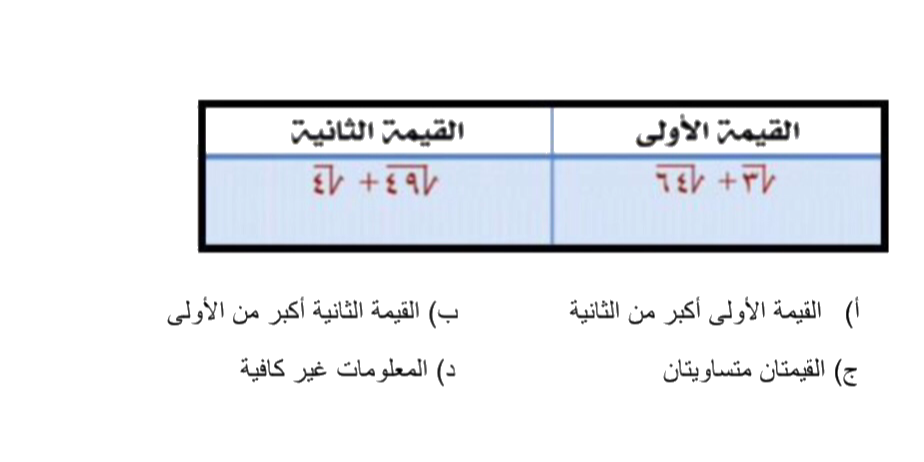 القيمة الأولى القيمة الثانية
√٣ + √٦٤ √٤٩ + √٤
أ) القيمة الأولى أكبر من الثانية ب) القيمة الثانية أكبر من الأولى
ج) القيمتان متساويتان د) المعلومات غير كافية